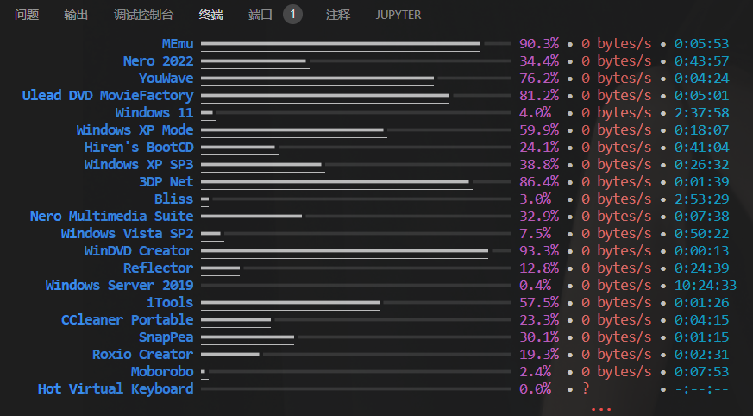 问题 输出 调试控制台 终端 端口 1 注释 JUPYTER
MEmu 90.3% • 0 bytes/s • 0:05:53
Nero 2022 34.4% • 0 bytes/s • 0:43:57
YouWave 76.2% • 0 bytes/s • 0:04:24
Ulead DVD MovieFactory 81.2% • 0 bytes/s • 0:05:01
Windows 11 4.0% • 0 bytes/s • 2:37:58
Windows XP Mode 59.9% • 0 bytes/s • 0:18:07
Hiren's BootCD 24.1% • 0 bytes/s • 0:41:04
Windows XP SP3 38.8% • 0 bytes/s • 0:26:32
3DP Net 86.4% • 0 bytes/s • 0:01:39
Bliss 3.0% • 0 bytes/s • 2:53:29
Nero Multimedia Suite 32.9% • 0 bytes/s • 0:07:38
Windows Vista SP2 7.5% • 0 bytes/s • 0:50:22
WinDVD Creator 93.3% • 0 bytes/s • 0:00:13
Reflector 12.8% • 0 bytes/s • 0:24:39
Windows Server 2019 0.4% • 0 bytes/s • 10:24:33
iTools 57.5% • 0 bytes/s • 0:01:26
CCleaner Portable 23.3% • 0 bytes/s • 0:04:15
SnapPea 30.1% • 0 bytes/s • 0:01:15
Roxio Creator 19.3% • 0 bytes/s • 0:02:31
Moborobo 2.4% • 0 bytes/s • 0:07:53
Hot Virtual Keyboard 0.0% • ? • -:--:--
...